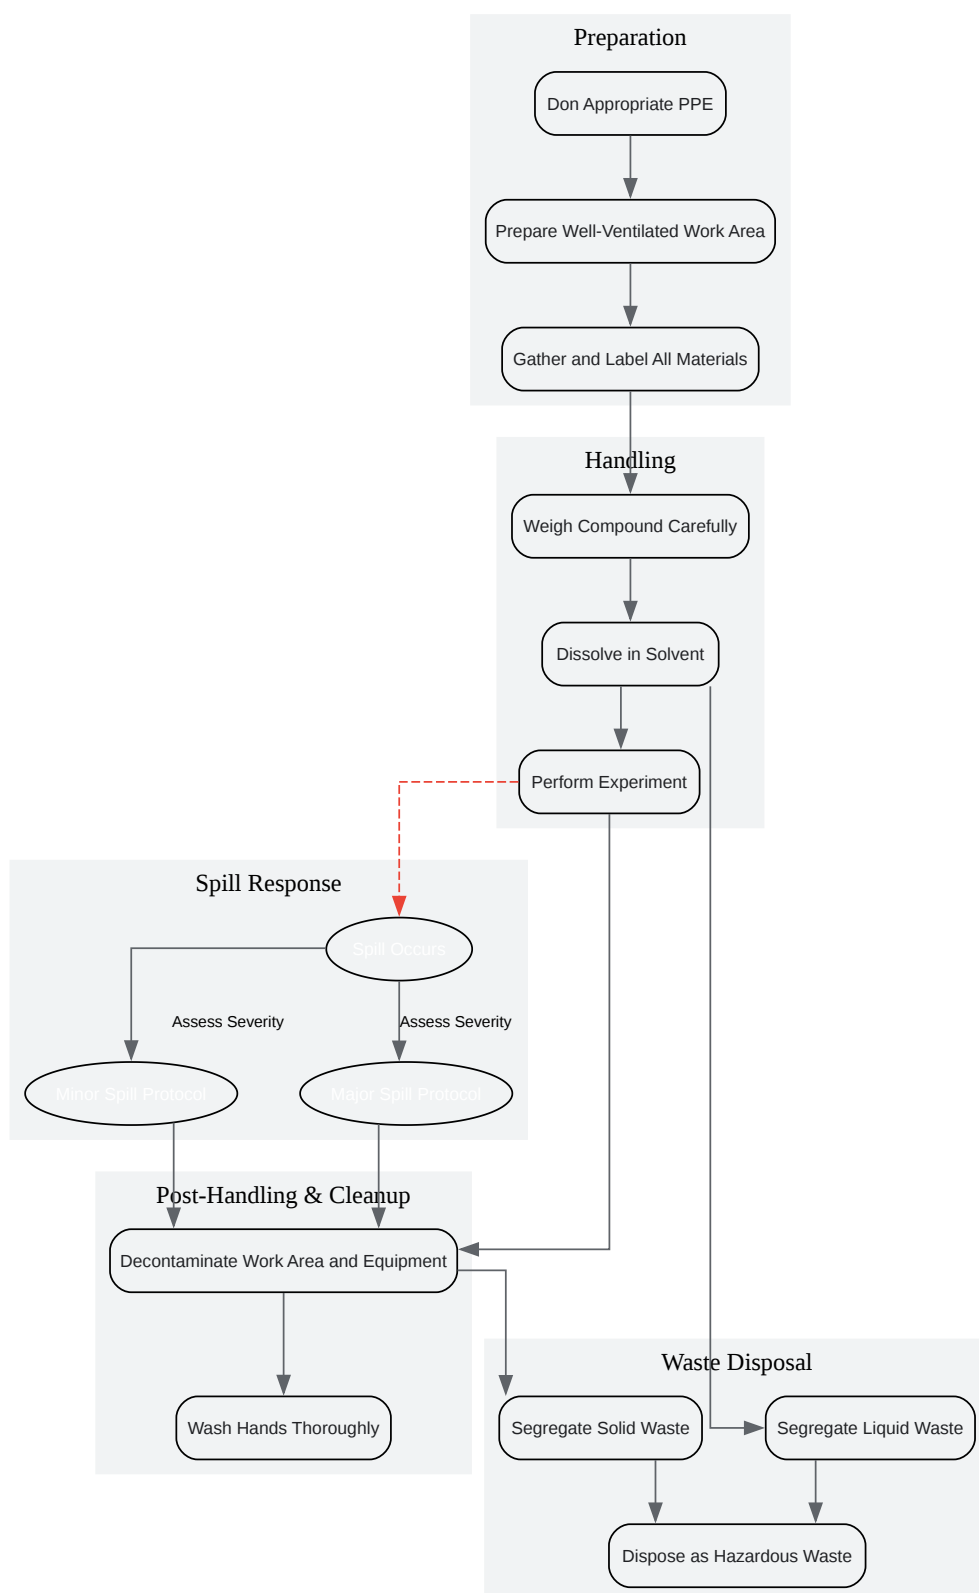 Preparation
Don Appropriate PPE
Prepare Well-Ventilated Work Area
Gather and Label All Materials
Handling
Weigh Compound Carefully
Dissolve in Solvent
Perform Experiment
Spill Response
Spill Occurs
Assess Severity
Assess Severity
Minor Spill Protocol
Major Spill Protocol
Post-Handling & Cleanup
Decontaminate Work Area and Equipment
Wash Hands Thoroughly
Waste Disposal
Segregate Solid Waste
Segregate Liquid Waste
Dispose as Hazardous Waste